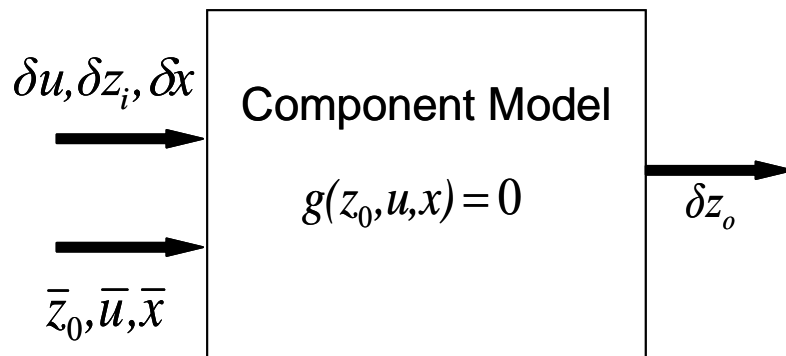 δu,δz_i,δx
Component Model
g(z_0,u,x)=0
δz_o
z̄_0,ū,x̄